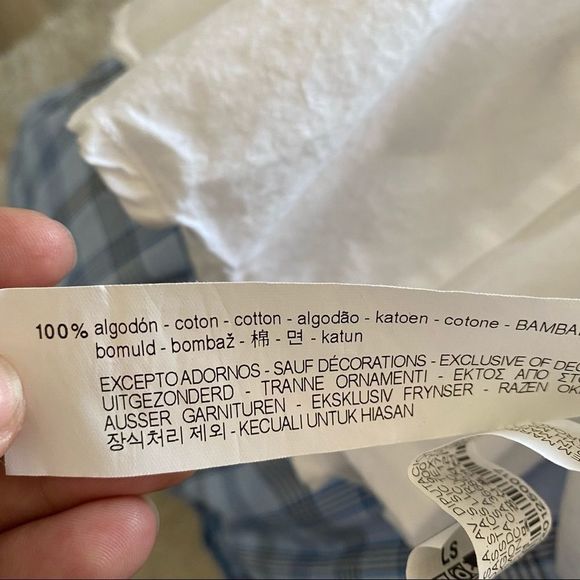 100% algodón - coton - cotton - algodão - katoen - cotone - BAMBA
bomuld - bombaž - 棉 - 면 - katun
EXCEPTO ADORNOS - SAUF DÉCORATIONS - EXCLUSIVE OF DEC
UITGEZONDERD - TRANNE ORNAMENTI - ΕΚΤΟΣ ΑΠΟ ΣΤ
AUSSER GARNITUREN - EKSKLUSIV FRYNSER - RAZEN OK
장식처리 제외 - KECUALI UNTUK HIASAN
LS